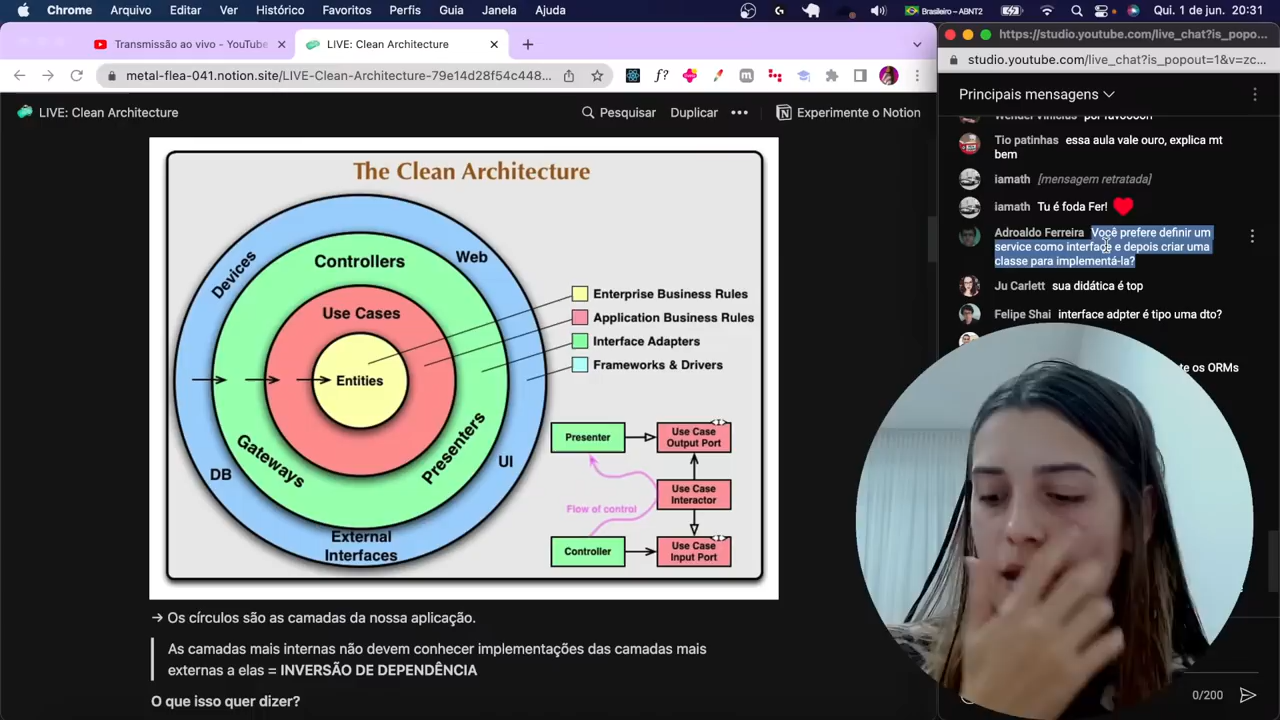 Chrome Arquivo Editar Ver Histórico Favoritos Perfis Guia Janela Ajuda
Brasileiro – ABNT2 Qui. 1 de jun. 20:31
Transmissão ao vivo - YouTube
LIVE: Clean Architecture
metal-flea-041.notion.site/LIVE-Clean-Architecture-79e14d28f54c448...
LIVE: Clean Architecture
Pesquisar Duplicar ••• Experimente o Notion
The Clean Architecture
Devices
Controllers
Web
Use Cases
Entities
Gateways
Presenters
DB
UI
External
Interfaces
Enterprise Business Rules
Application Business Rules
Interface Adapters
Frameworks & Drivers
Presenter
Use Case
Output Port
Flow of control
Use Case
Interactor
Controller
Use Case
Input Port
→ Os círculos são as camadas da nossa aplicação.
As camadas mais internas não devem conhecer implementações das camadas mais
externas a elas = INVERSÃO DE DEPENDÊNCIA
O que isso quer dizer?
https://studio.youtube.com/live_chat?is_popo...
studio.youtube.com/live_chat?is_popout=1&v=zc...
Principais mensagens
Wender Vinicius por favooooh
Tio patinhas essa aula vale ouro, explica mt
bem
iamath [mensagem retratada]
iamath Tu é foda Fer!
Adroaldo Ferreira Você prefere definir um
service como interface e depois criar uma
classe para implementá-la?
Ju Carlett sua didática é top
Felipe Shai interface adpter é tipo uma dto?
os ORMs
0/200